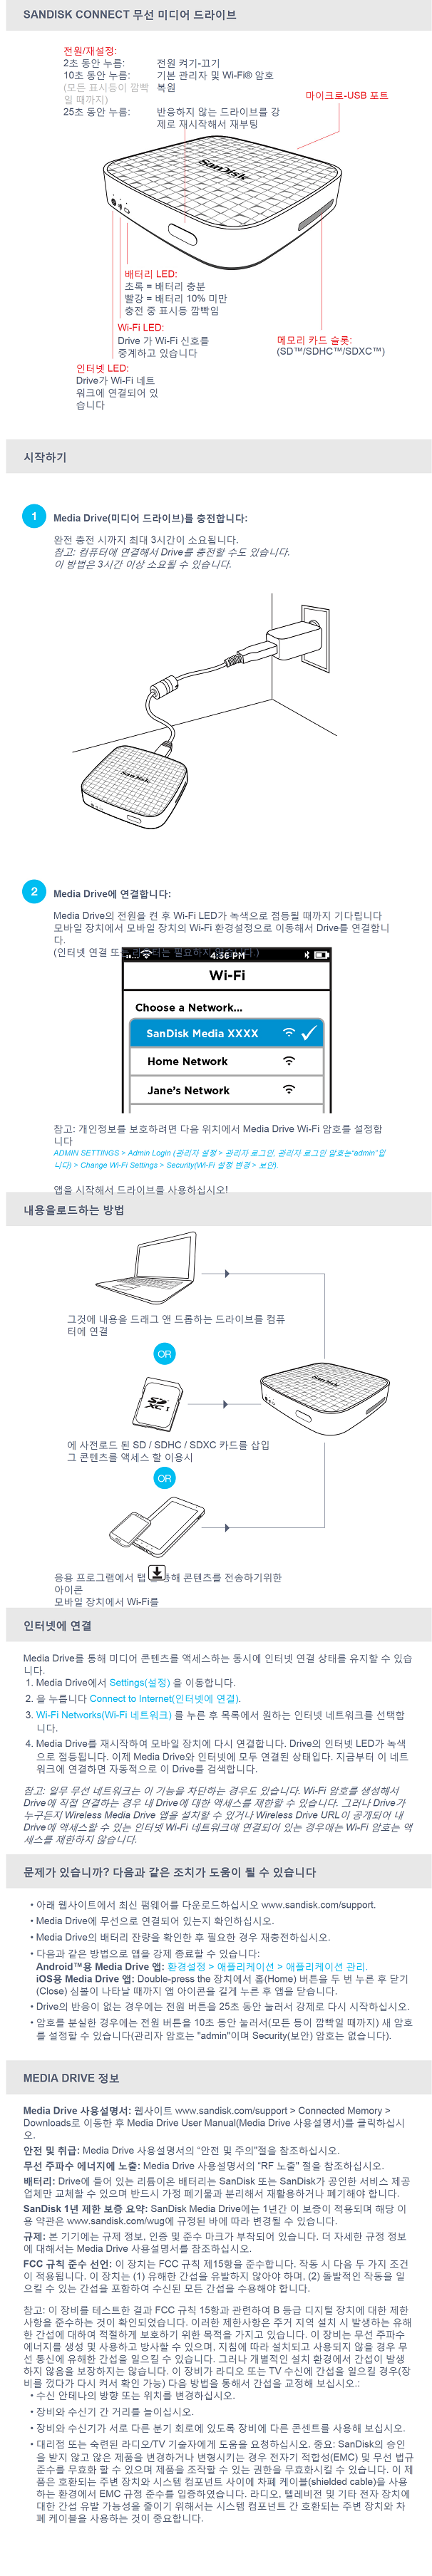 SANDISK CONNECT 무선 미디어 드라이브
전원/재설정:
2초 동안 누름: 전원 켜기-끄기
10초 동안 누름: 기본 관리자 및 Wi-Fi® 암호
(모든 표시등이 깜빡 복원
일 때까지)
25초 동안 누름: 반응하지 않는 드라이브를 강
제로 재시작해서 재부팅
마이크로-USB 포트
SanDisk
배터리 LED:
초록 = 배터리 충분
빨강 = 배터리 10% 미만
충전 중 표시등 깜빡임
Wi-Fi LED:
Drive 가 Wi-Fi 신호를
중계하고 있습니다
메모리 카드 슬롯:
(SD™/SDHC™/SDXC™)
인터넷 LED:
Drive가 Wi-Fi 네트
워크에 연결되어 있
습니다
시작하기
1
Media Drive(미디어 드라이브)를 충전합니다:
완전 충전 시까지 최대 3시간이 소요됩니다.
참고: 컴퓨터에 연결해서 Drive를 충전할 수도 있습니다.
이 방법은 3시간 이상 소요될 수 있습니다.
SanDisk
2
Media Drive에 연결합니다:
Media Drive의 전원을 켠 후 Wi-Fi LED가 녹색으로 점등될 때까지 기다립니다
모바일 장치에서 모바일 장치의 Wi-Fi 환경설정으로 이동해서 Drive를 연결합니
다.
(인터넷 연결 또는
4:36 PM
Wi-Fi
Choose a Network...
SanDisk Media XXXX
Home Network
Jane's Network
참고: 개인정보를 보호하려면 다음 위치에서 Media Drive Wi-Fi 암호를 설정합
니다
ADMIN SETTINGS > Admin Login (관리자 설정 > 관리자 로그인, 관리자 로그인 암호는"admin"입
니다) > Change Wi-Fi Settings > Security(Wi-Fi 설정 변경 > 보안).
앱을 시작해서 드라이브를 사용하십시오!
내용을로드하는 방법
그것에 내용을 드래그 앤 드롭하는 드라이브를 컴퓨
터에 연결
OR
SD XC I
SanDisk
에 사전로드 된 SD / SDHC / SDXC 카드를 삽입
그 콘텐츠를 액세스 할 이용시
OR
응용 프로그램에서 탭 통해 콘텐츠를 전송하기위한
아이콘
모바일 장치에서 Wi-Fi를
인터넷에 연결
Media Drive를 통해 미디어 콘텐츠를 액세스하는 동시에 인터넷 연결 상태를 유지할 수 있습
니다.
1. Media Drive에서 Settings(설정) 을 이동합니다.
2. 을 누릅니다 Connect to Internet(인터넷에 연결).
3. Wi-Fi Networks(Wi-Fi 네트워크) 를 누른 후 목록에서 원하는 인터넷 네트워크를 선택합
니다.
4. Media Drive를 재시작하여 모바일 장치에 다시 연결합니다. Drive의 인터넷 LED가 녹색
으로 점등됩니다. 이제 Media Drive와 인터넷에 모두 연결된 상태입다. 지금부터 이 네트
워크에 연결하면 자동적으로 이 Drive를 검색합니다.
참고: 일부 무선 네트워크는 이 기능을 차단하는 경우도 있습니다. Wi-Fi 암호를 생성해서
Drive에 직접 연결하는 경우 내 Drive에 대한 액세스를 제한할 수 있습니다. 그러나 Drive가
누구든지 Wireless Media Drive 앱을 설치할 수 있거나 Wireless Drive URL이 공개되어 내
Drive에 액세스할 수 있는 인터넷 Wi-Fi 네트워크에 연결되어 있는 경우에는 Wi-Fi 암호는 액
세스를 제한하지 않습니다.
문제가 있습니까? 다음과 같은 조치가 도움이 될 수 있습니다
• 아래 웹사이트에서 최신 펌웨어를 다운로드하십시오 www.sandisk.com/support.
• Media Drive에 무선으로 연결되어 있는지 확인하십시오.
• Media Drive의 배터리 잔량을 확인한 후 필요한 경우 재충전하십시오.
• 다음과 같은 방법으로 앱을 강제 종료할 수 있습니다:
Android™용 Media Drive 앱: 환경설정 > 애플리케이션 > 애플리케이션 관리.
iOS용 Media Drive 앱: Double-press the 장치에서 홈(Home) 버튼을 두 번 누른 후 닫기
(Close) 심볼이 나타날 때까지 앱 아이콘을 길게 누른 후 앱을 닫습니다.
• Drive의 반응이 없는 경우에는 전원 버튼을 25초 동안 눌러서 강제로 다시 시작하십시오.
• 암호를 분실한 경우에는 전원 버튼을 10초 동안 눌러서(모든 등이 깜빡일 때까지) 새 암호
를 설정할 수 있습니다(관리자 암호는 "admin"이며 Security(보안) 암호는 없습니다).
MEDIA DRIVE 정보
Media Drive 사용설명서: 웹사이트 www.sandisk.com/support > Connected Memory >
Downloads로 이동한 후 Media Drive User Manual(Media Drive 사용설명서)를 클릭하십시
오.
안전 및 취급: Media Drive 사용설명서의 "안전 및 주의"절을 참조하십시오.
무선 주파수 에너지에 노출: Media Drive 사용설명서의 "RF 노출" 절을 참조하십시오.
배터리: Drive에 들어 있는 리튬이온 배터리는 SanDisk 또는 SanDisk가 공인한 서비스 제공
업체만 교체할 수 있으며 반드시 가정 폐기물과 분리해서 재활용하거나 폐기해야 합니다.
SanDisk 1년 제한 보증 요약: SanDisk Media Drive에는 1년간 이 보증이 적용되며 해당 이
용 약관은 www.sandisk.com/wug에 규정된 바에 따라 변경될 수 있습니다.
규제: 본 기기에는 규제 정보, 인증 및 준수 마크가 부착되어 있습니다. 더 자세한 규정 정보
에 대해서는 Media Drive 사용설명서를 참조하십시오.
FCC 규칙 준수 선언: 이 장치는 FCC 규칙 제15항을 준수합니다. 작동 시 다음 두 가지 조건
이 적용됩니다. 이 장치는 (1) 유해한 간섭을 유발하지 않아야 하며, (2) 돌발적인 작동을 일
으킬 수 있는 간섭을 포함하여 수신된 모든 간섭을 수용해야 합니다.
참고: 이 장비를 테스트한 결과 FCC 규칙 15항과 관련하여 B 등급 디지털 장치에 대한 제한
사항을 준수하는 것이 확인되었습니다. 이러한 제한사항은 주거 지역 설치 시 발생하는 유해
한 간섭에 대하여 적절하게 보호하기 위한 목적을 가지고 있습니다. 이 장비는 무선 주파수
에너지를 생성 및 사용하고 방사할 수 있으며, 지침에 따라 설치되고 사용되지 않을 경우 무
선 통신에 유해한 간섭을 일으킬 수 있습니다. 그러나 개별적인 설치 환경에서 간섭이 발생
하지 않음을 보장하지는 않습니다. 이 장비가 라디오 또는 TV 수신에 간섭을 일으킬 경우(장
비를 껐다가 다시 켜서 확인 가능) 다음 방법을 통해서 간섭을 교정해 보십시오.:
• 수신 안테나의 방향 또는 위치를 변경하십시오.
• 장비와 수신기 간 거리를 늘이십시오.
• 장비와 수신기가 서로 다른 분기 회로에 있도록 장비에 다른 콘센트를 사용해 보십시오.
• 대리점 또는 숙련된 라디오/TV 기술자에게 도움을 요청하십시오. 중요: SanDisk의 승인
을 받지 않고 않은 제품을 변경하거나 변형시키는 경우 전자기 적합성(EMC) 및 무선 법규
준수를 무효화 할 수 있으며 제품을 조작할 수 있는 권한을 무효화시킬 수 있습니다. 이 제
품은 호환되는 주변 장치와 시스템 컴포넌트 사이에 차폐 케이블(shielded cable)을 사용
하는 환경에서 EMC 규정 준수를 입증하였습니다. 라디오, 텔레비전 및 기타 전자 장치에
대한 간섭 유발 가능성을 줄이기 위해서는 시스템 컴포넌트 간 호환되는 주변 장치와 차
폐 케이블을 사용하는 것이 중요합니다.